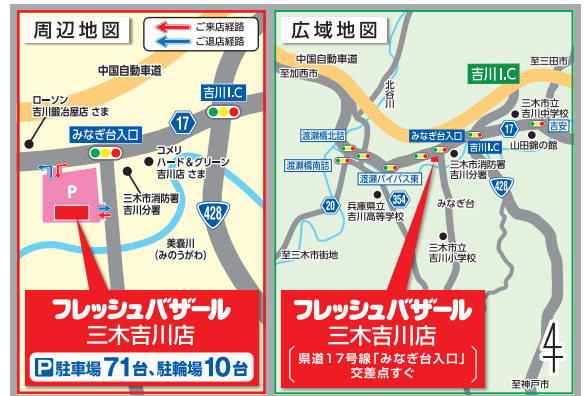 周辺地図
ご来店経路
ご退店経路
中国自動車道
ローソン
吉川鍛冶屋店 さま
17
吉川I.C
みなぎ台入口
コメリ
ハード&グリーン
吉川店 さま
P
三木市消防署
吉川分署
428
美嚢川
(みのうがわ)
フレッシュバザール
三木吉川店
P 駐車場71台、駐輪場10台
広域地図
中国自動車道
至加西市
北谷川
吉川I.C
至三田市
三木市立
吉川中学校
17
吉安
渡瀬橋北詰
みなぎ台入口
吉川I.C
山田錦の館
渡瀬橋南詰
三木市消防署
吉川分署
渡瀬バイパス東
428
20
兵庫県立
吉川高等学校
354
みなぎ台
三木市立
吉川小学校
至三木市街地
フレッシュバザール
三木吉川店
県道17号線「みなぎ台入口」
交差点すぐ
4
至神戸市